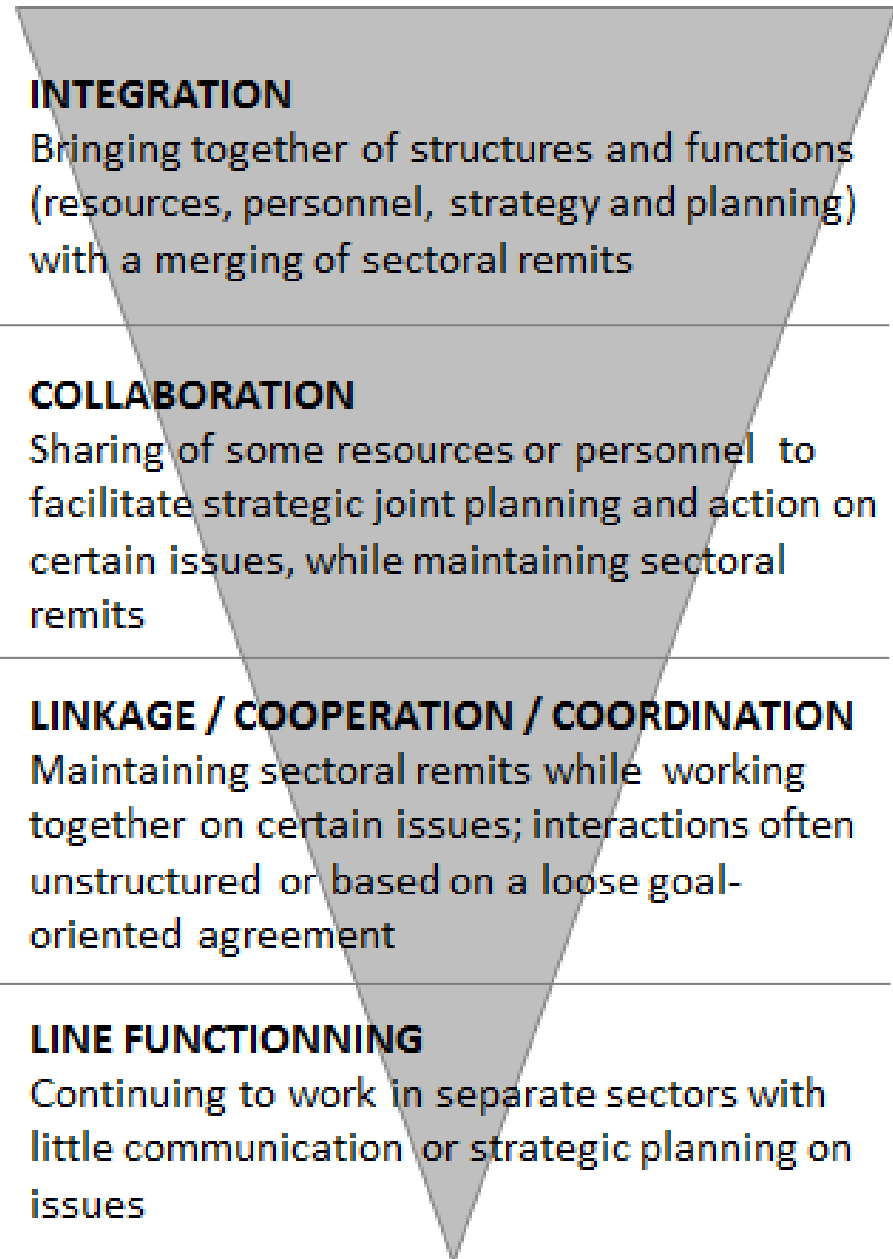 INTEGRATION
Bringing together of structures and functions
(resources, personnel, strategy and planning)
with a merging of sectoral remits
COLLABORATION
Sharing of some resources or personnel to
facilitate strategic joint planning and action on
certain issues, while maintaining sectoral
remits
LINKAGE / COOPERATION / COORDINATION
Maintaining sectoral remits while working
together on certain issues; interactions often
unstructured or based on a loose goal-
oriented agreement
LINE FUNCTIONNING
Continuing to work in separate sectors with
little communication or strategic planning on
issues